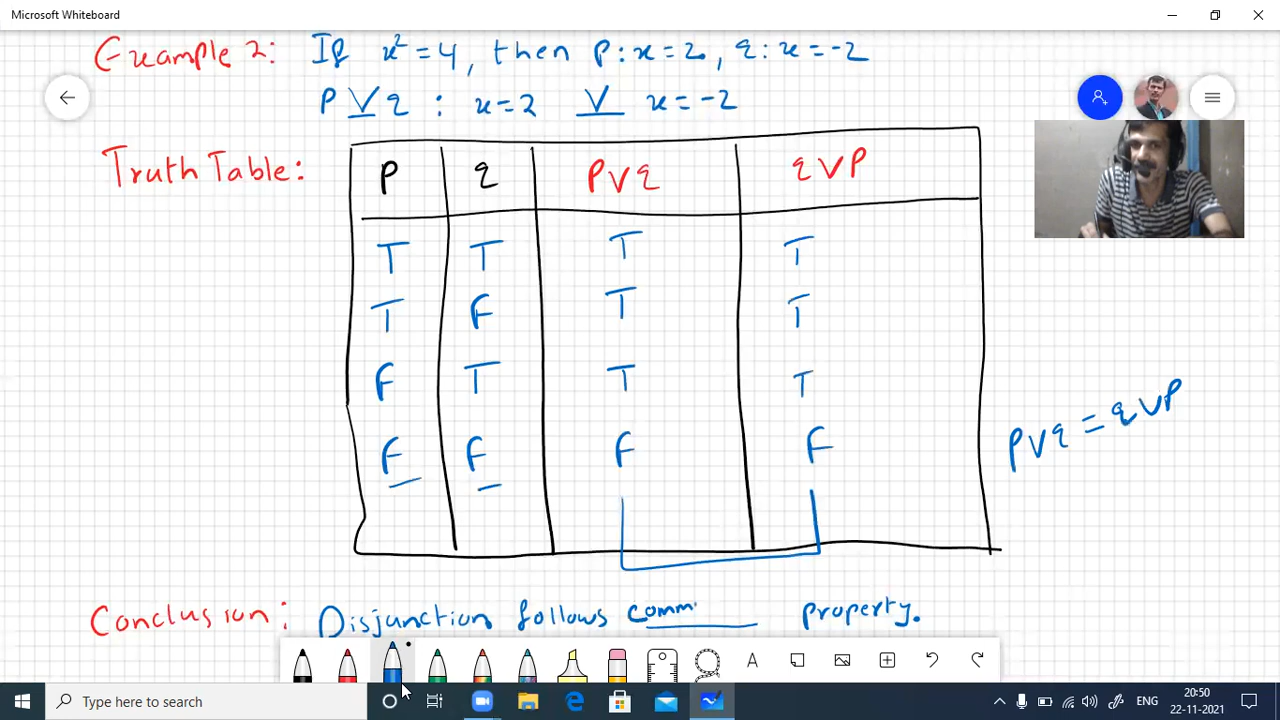 Microsoft Whiteboard
Example 2: If x² = 4, then p : x = 2, q : x = -2
P V q : x = 2 V x = -2
Truth Table:
P q P V q q V P
T T T T
T F T T
F T T T
F F F F
P V q = q V P
Conclusion: Disjunction follows comm. property.
A
Type here to search
ENG
20:50
22-11-2021